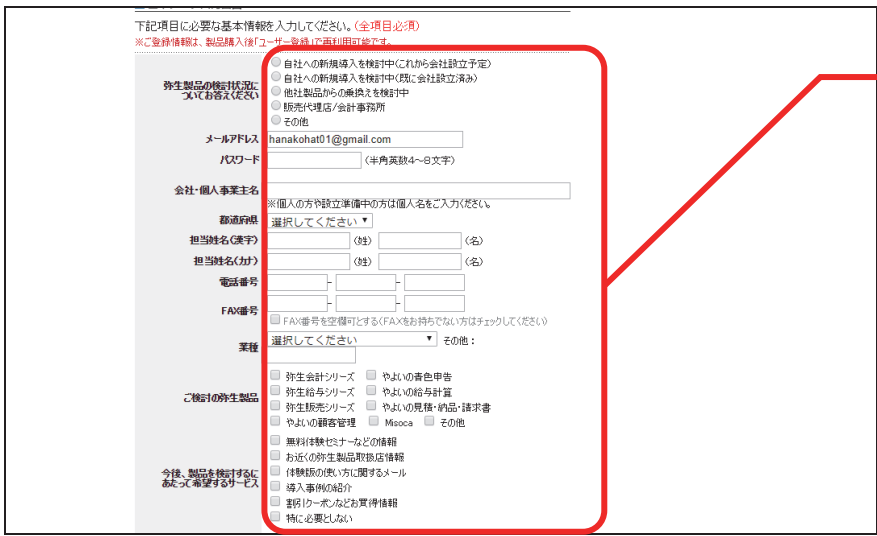 下記項目に必要な基本情報を入力してください。(全項目必須)
※ご登録情報は、製品購入後「ユーザー登録」で再利用可能です。
弥生製品の検討状況に
ついてお答えください
自社への新規導入を検討中(これから会社設立予定)
自社への新規導入を検討中(既に会社設立済み)
他社製品からの乗換えを検討中
販売代理店/会計事務所
その他
メールアドレス hanakohat01@gmail.com
パスワード (半角英数4～8文字)
会社・個人事業主名
※個人の方や設立準備中の方は個人名をご入力ください。
都道府県 選択してください ▼
担当姓名(漢字) (姓) (名)
担当姓名(カナ) (姓) (名)
電話番号 - -
FAX番号 - -
FAX番号を空欄可とする(FAXをお持ちでない方はチェックしてください)
業種 選択してください ▼ その他：
ご検討の弥生製品
弥生会計シリーズ やよいの青色申告
弥生給与シリーズ やよいの給与計算
弥生販売シリーズ やよいの見積・納品・請求書
やよいの顧客管理 Misoca その他
今後、製品を検討するに
あたって希望するサービス
無料体験セミナーなどの情報
お近くの弥生製品取扱店情報
体験版の使い方に関するメール
導入事例の紹介
割引クーポンなどお買得情報
特に必要としない